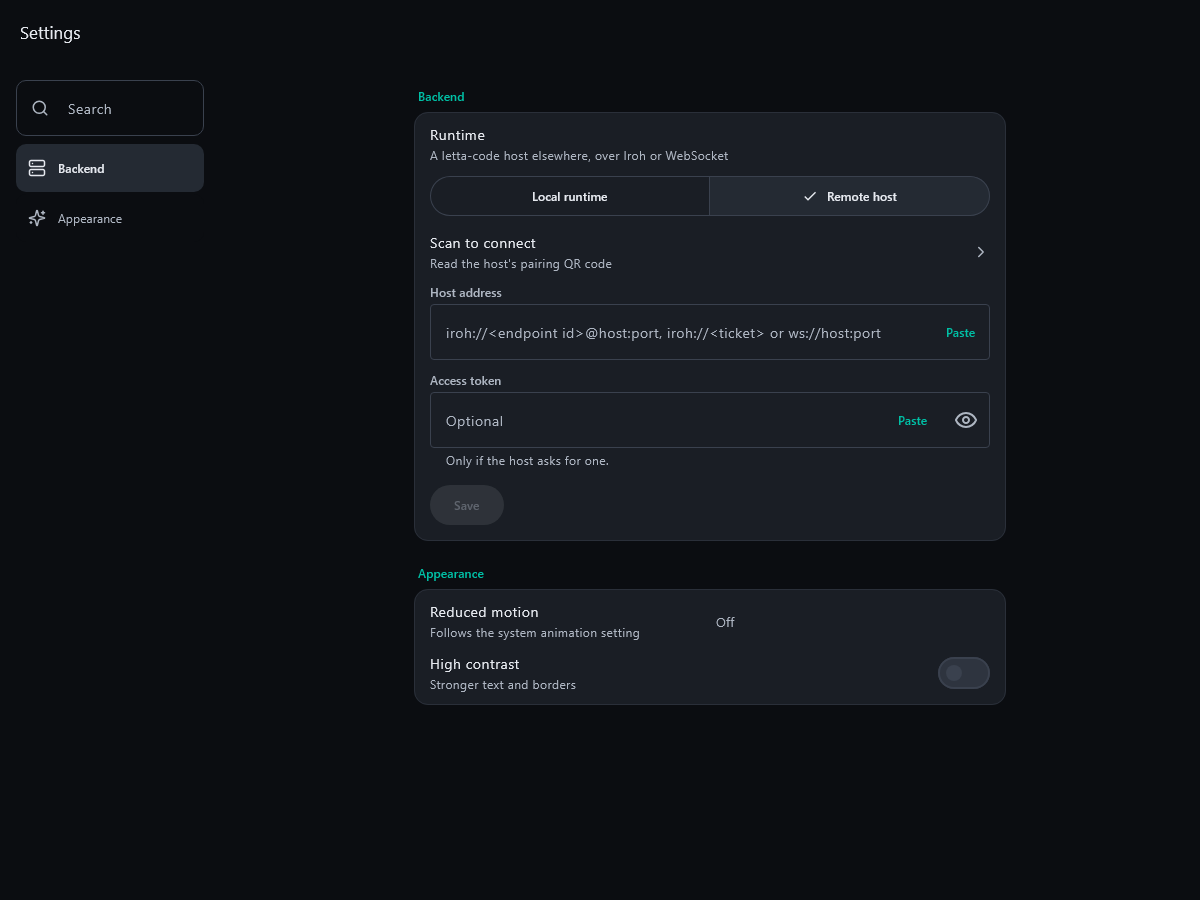 Settings
Search
Backend
Appearance
Backend
Runtime
A letta-code host elsewhere, over Iroh or WebSocket
Local runtime
Remote host
Scan to connect
Read the host's pairing QR code
Host address
iroh://<endpoint id>@host:port, iroh://<ticket> or ws://host:port
Paste
Access token
Optional
Paste
Only if the host asks for one.
Save
Appearance
Reduced motion
Follows the system animation setting
Off
High contrast
Stronger text and borders